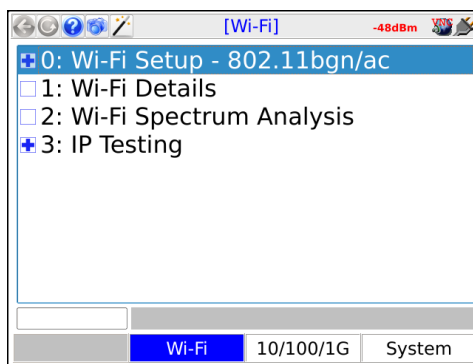 [Wi-Fi] -48dBm VNC
0: Wi-Fi Setup - 802.11bgn/ac
1: Wi-Fi Details
2: Wi-Fi Spectrum Analysis
3: IP Testing
Wi-Fi 10/100/1G System